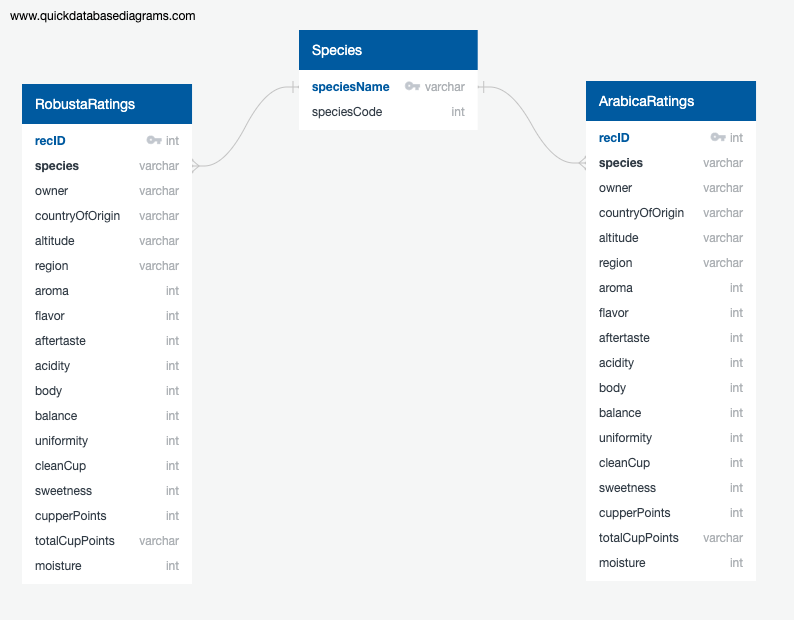 www.quickdatabasediagrams.com
Species
speciesName varchar
speciesCode int
RobustaRatings
recID int
species varchar
owner varchar
countryOfOrigin varchar
altitude varchar
region varchar
aroma int
flavor int
aftertaste int
acidity int
body int
balance int
uniformity int
cleanCup int
sweetness int
cupperPoints int
totalCupPoints varchar
moisture int
ArabicaRatings
recID int
species varchar
owner varchar
countryOfOrigin varchar
altitude varchar
region varchar
aroma int
flavor int
aftertaste int
acidity int
body int
balance int
uniformity int
cleanCup int
sweetness int
cupperPoints int
totalCupPoints varchar
moisture int